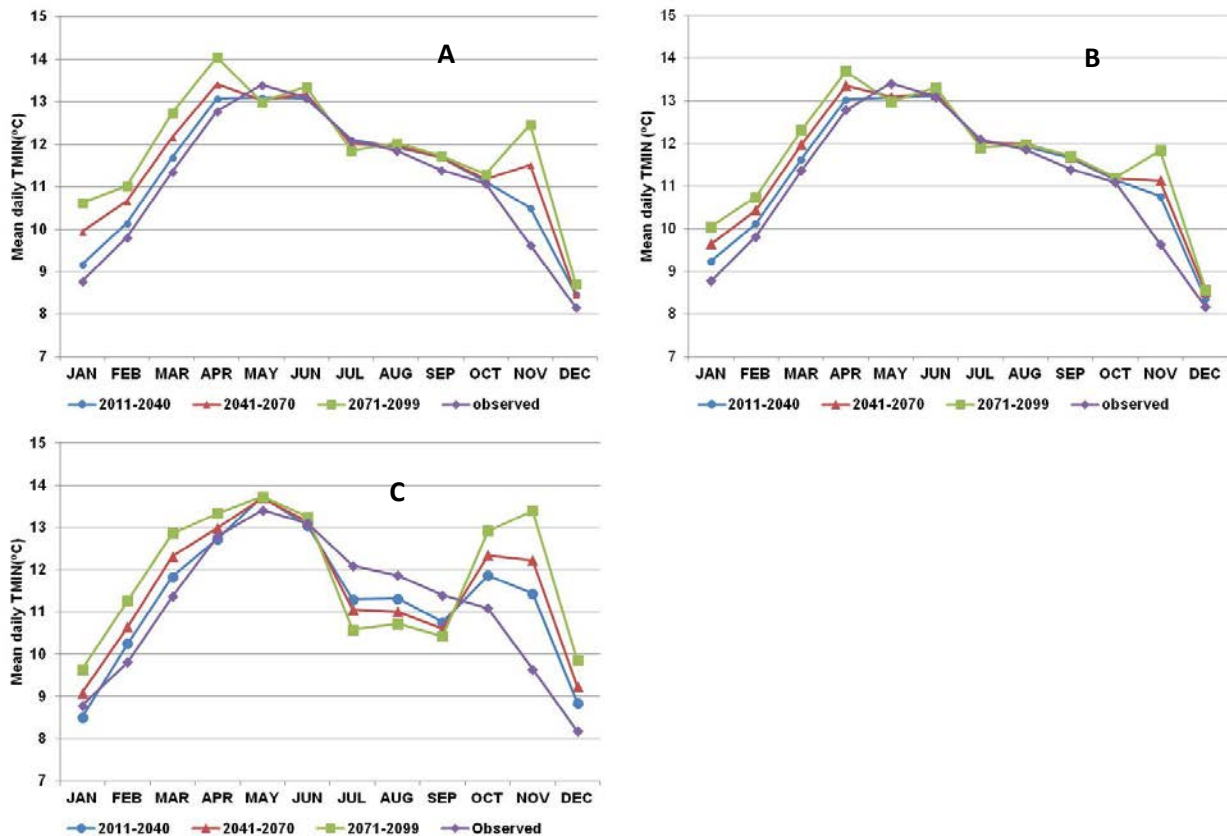 A
Mean daily TMIN(°C)
15
14
13
12
11
10
9
8
7
JAN FEB MAR APR MAY JUN JUL AUG SEP OCT NOV DEC
2011-2040 2041-2070 2071-2099 observed
B
Mean daily TMIN (°C)
15
14
13
12
11
10
9
8
7
JAN FEB MAR APR MAY JUN JUL AUG SEP OCT NOV DEC
2011-2040 2041-2070 2071-2099 observed
C
Mean daily TMIN(°C)
15
14
13
12
11
10
9
8
7
JAN FEB MAR APR MAY JUN JUL AUG SEP OCT NOV DEC
2011-2040 2041-2070 2071-2099 Observed